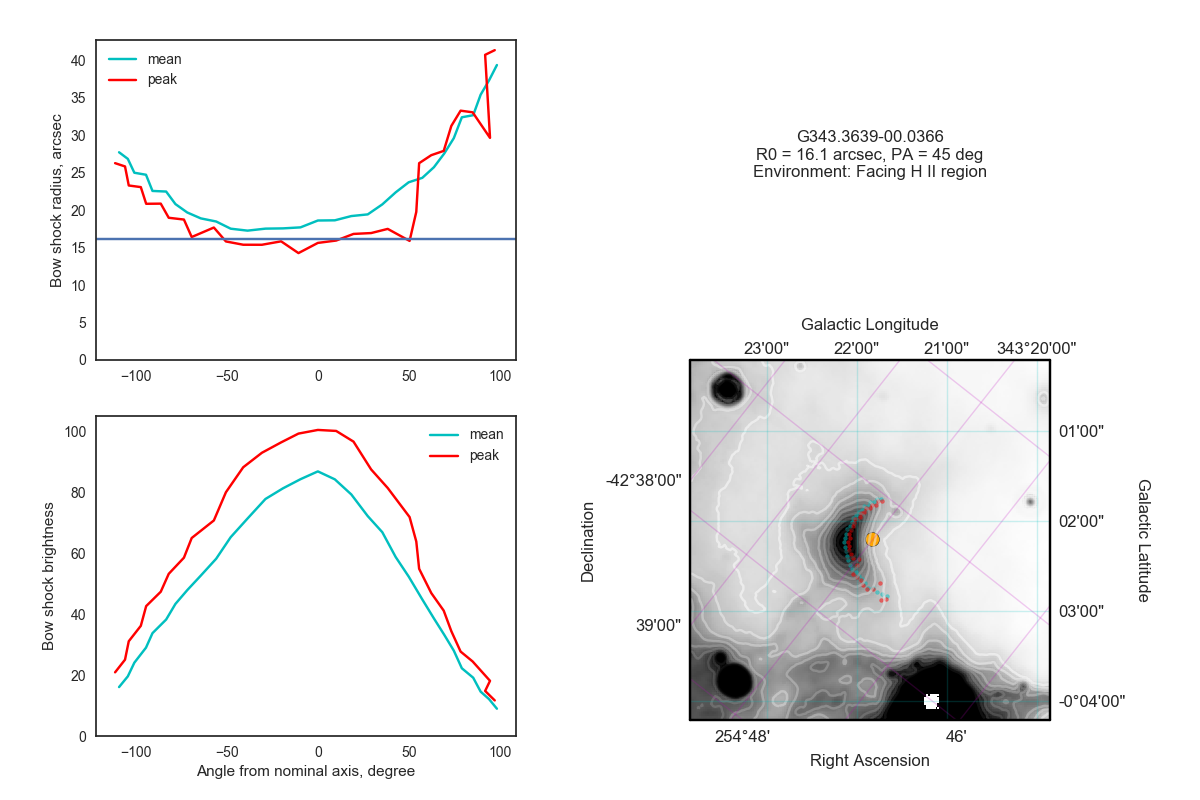 mean
peak
40
35
30
25
20
15
10
5
0
Bow shock radius, arcsec
−100
−50
0
50
100
G343.3639-00.0366
R0 = 16.1 arcsec, PA = 45 deg
Environment: Facing H II region
mean
peak
100
80
60
40
20
0
Bow shock brightness
−100
−50
0
50
100
Angle from nominal axis, degree
Galactic Longitude
23'00"
22'00"
21'00"
343°20'00"
01'00"
02'00"
03'00"
-0°04'00"
Galactic Latitude
-42°38'00"
39'00"
Declination
254°48'
46'
Right Ascension